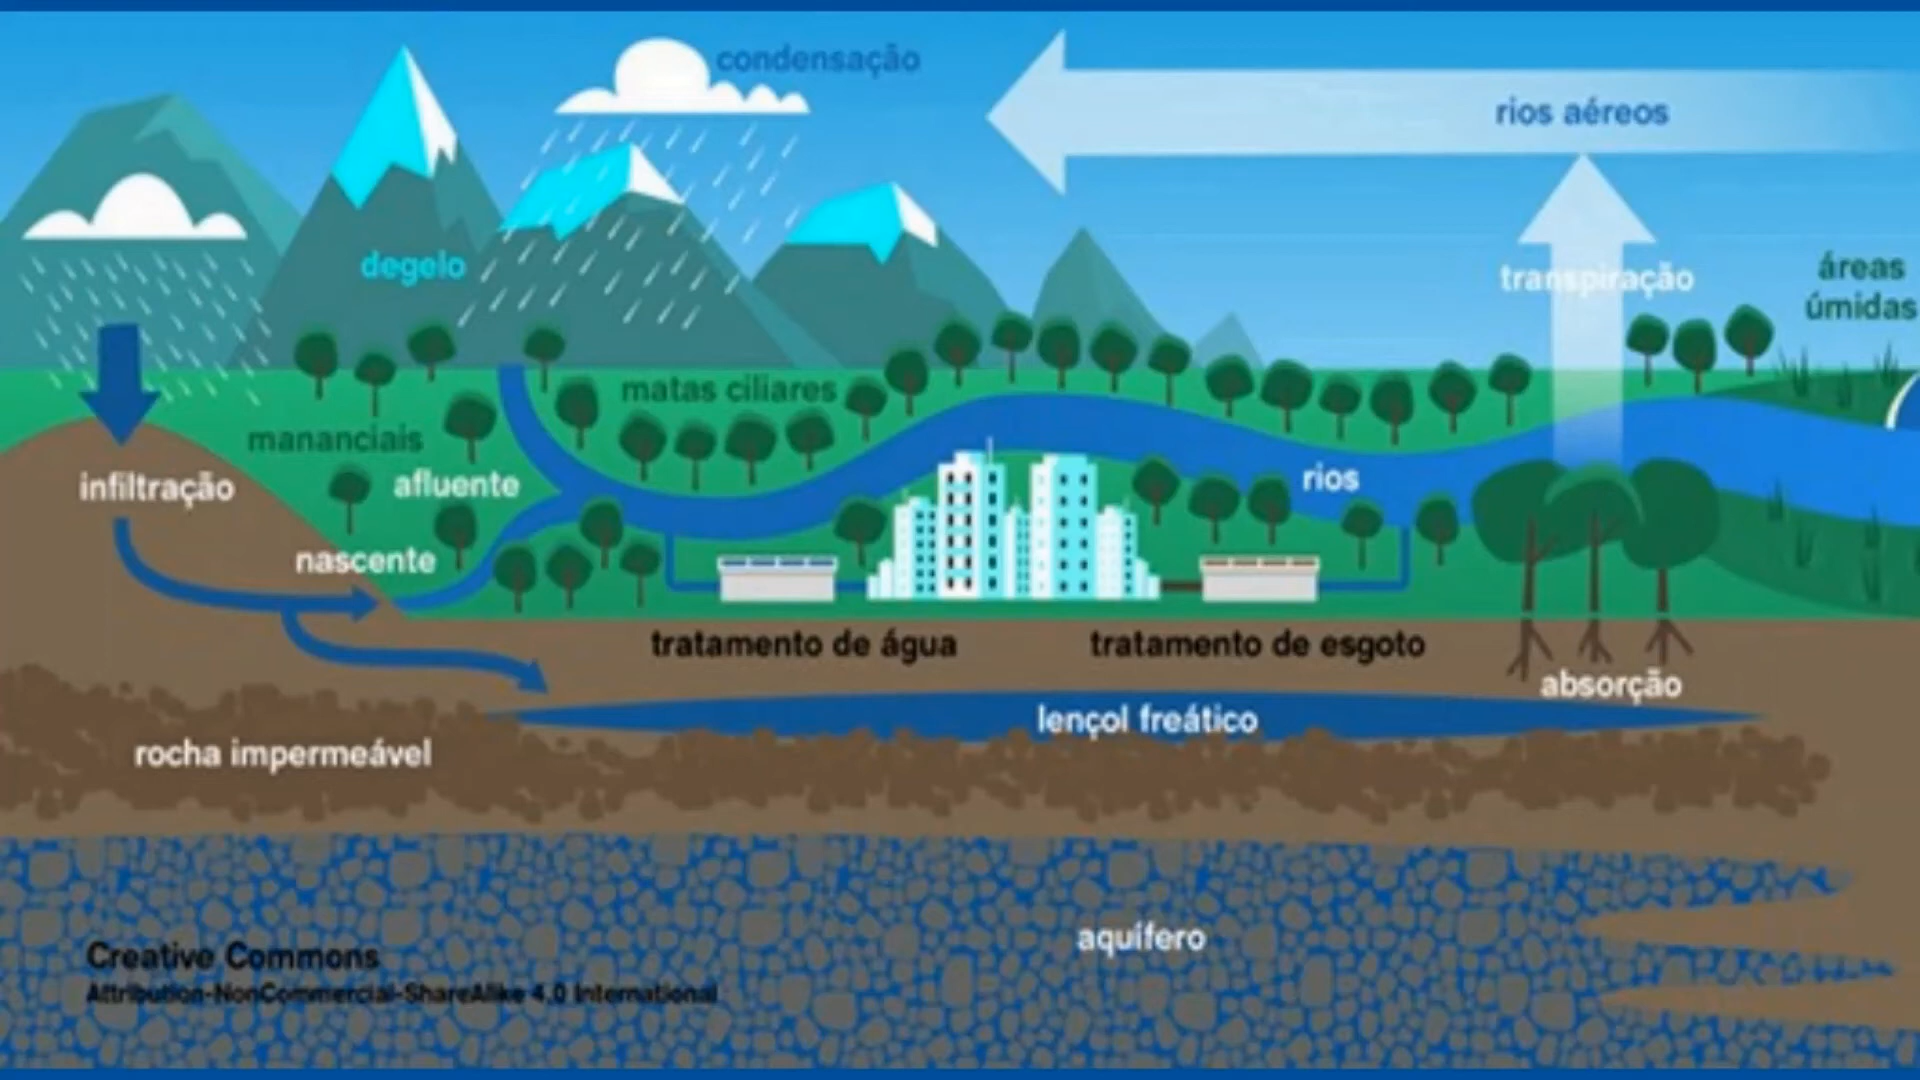 condensação
rios aéreos
degelo
transpiração
áreas
úmidas
matas ciliares
mananciais
infiltração
afluente
rios
nascente
tratamento de água
tratamento de esgoto
absorção
lençol freático
rocha impermeável
aquífero
Creative Commons
Attribution-NonCommercial-ShareAlike 4.0 International